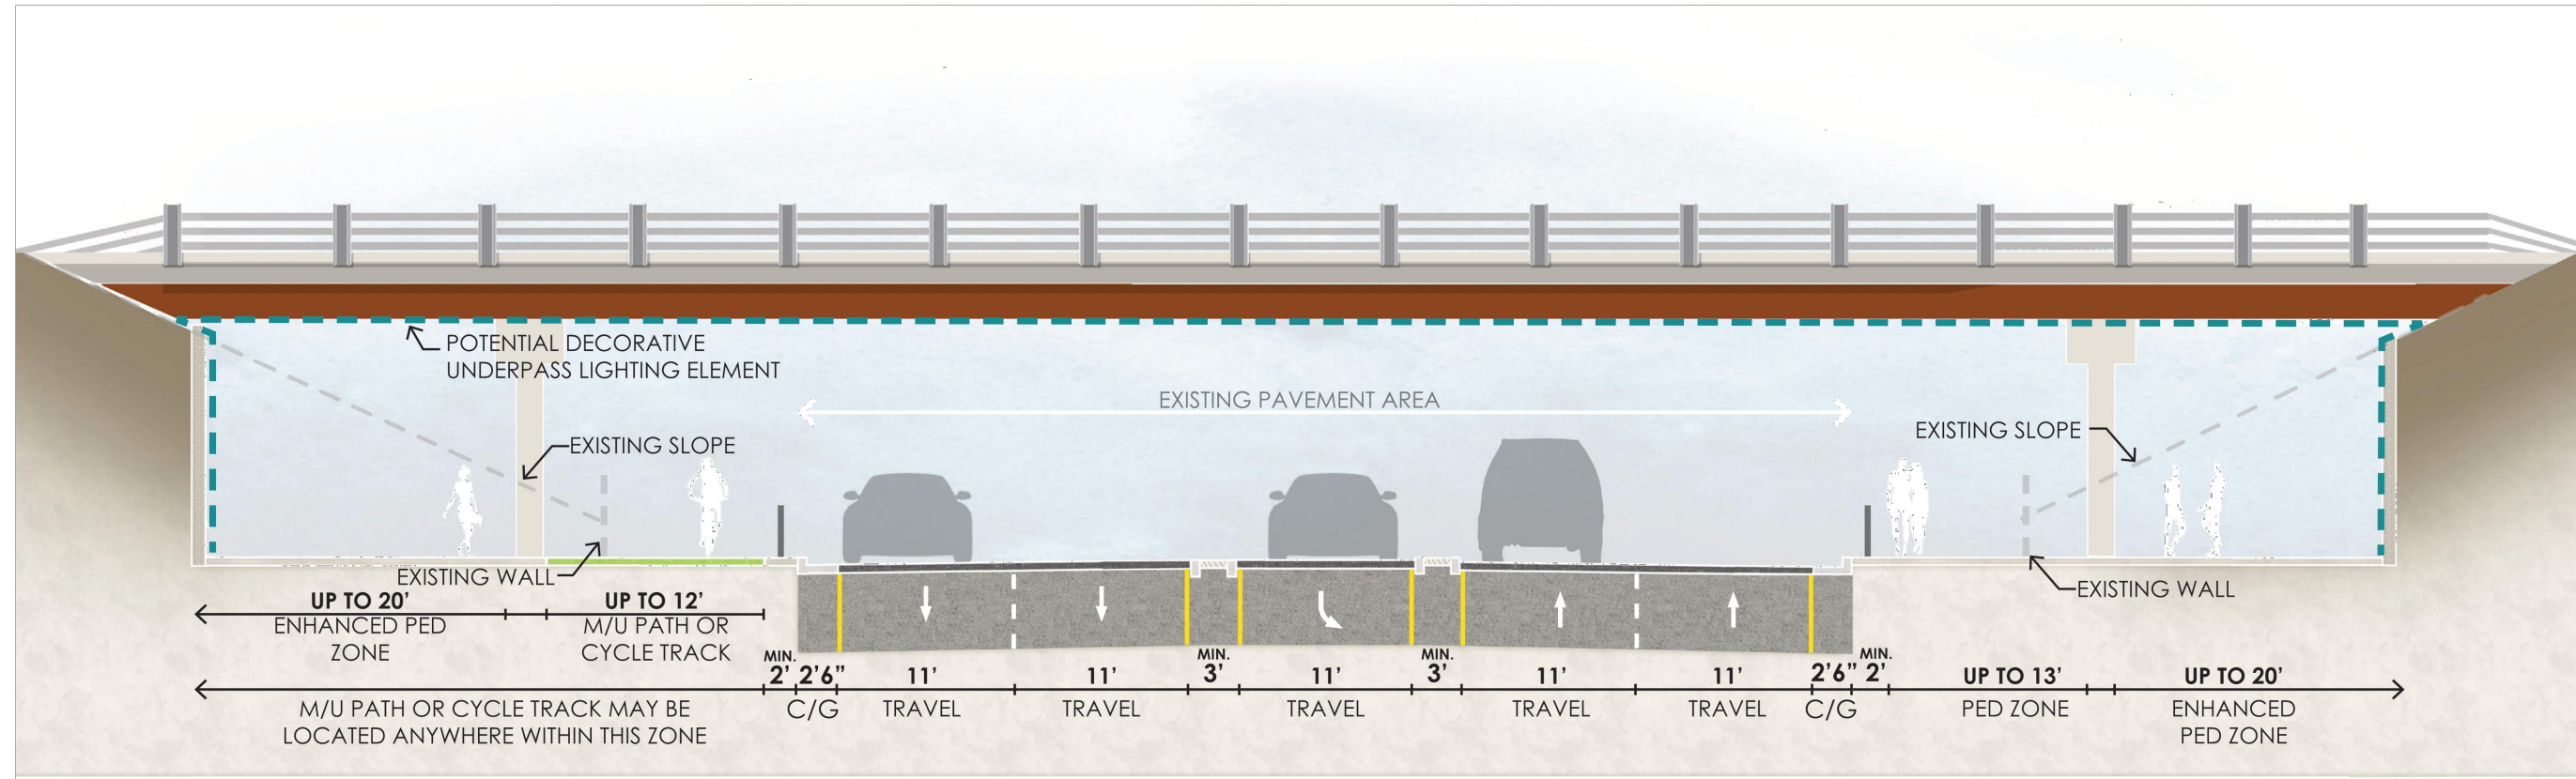 POTENTIAL DECORATIVE
UNDERPASS LIGHTING ELEMENT
EXISTING PAVEMENT AREA
EXISTING SLOPE
EXISTING SLOPE
EXISTING WALL
EXISTING WALL
UP TO 20'
ENHANCED PED
ZONE
UP TO 12'
M/U PATH OR
CYCLE TRACK
M/U PATH OR CYCLE TRACK MAY BE
LOCATED ANYWHERE WITHIN THIS ZONE
MIN.
2'
2'6"
C/G
11'
TRAVEL
11'
TRAVEL
MIN.
3'
11'
TRAVEL
MIN.
3'
11'
TRAVEL
11'
TRAVEL
2'6"
C/G
MIN.
2'
UP TO 13'
PED ZONE
UP TO 20'
ENHANCED
PED ZONE